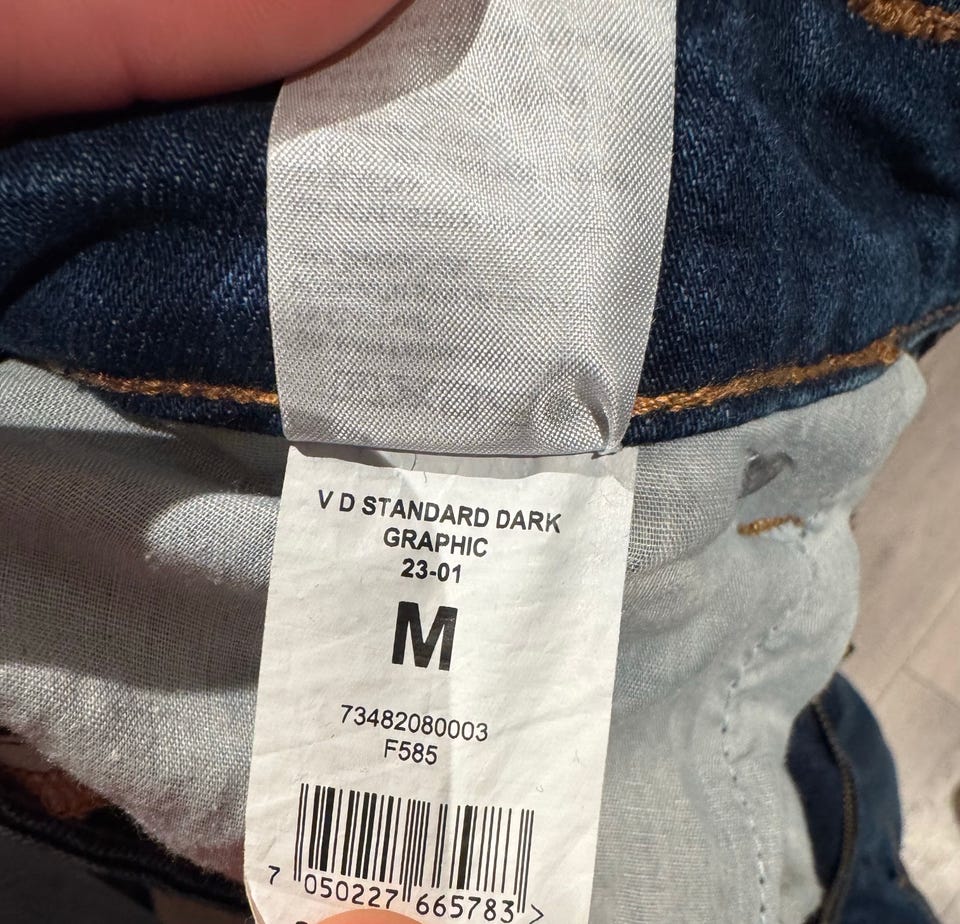 V D STANDARD DARK
GRAPHIC
23-01
M
73482080003
F585
7 050227 665783 >